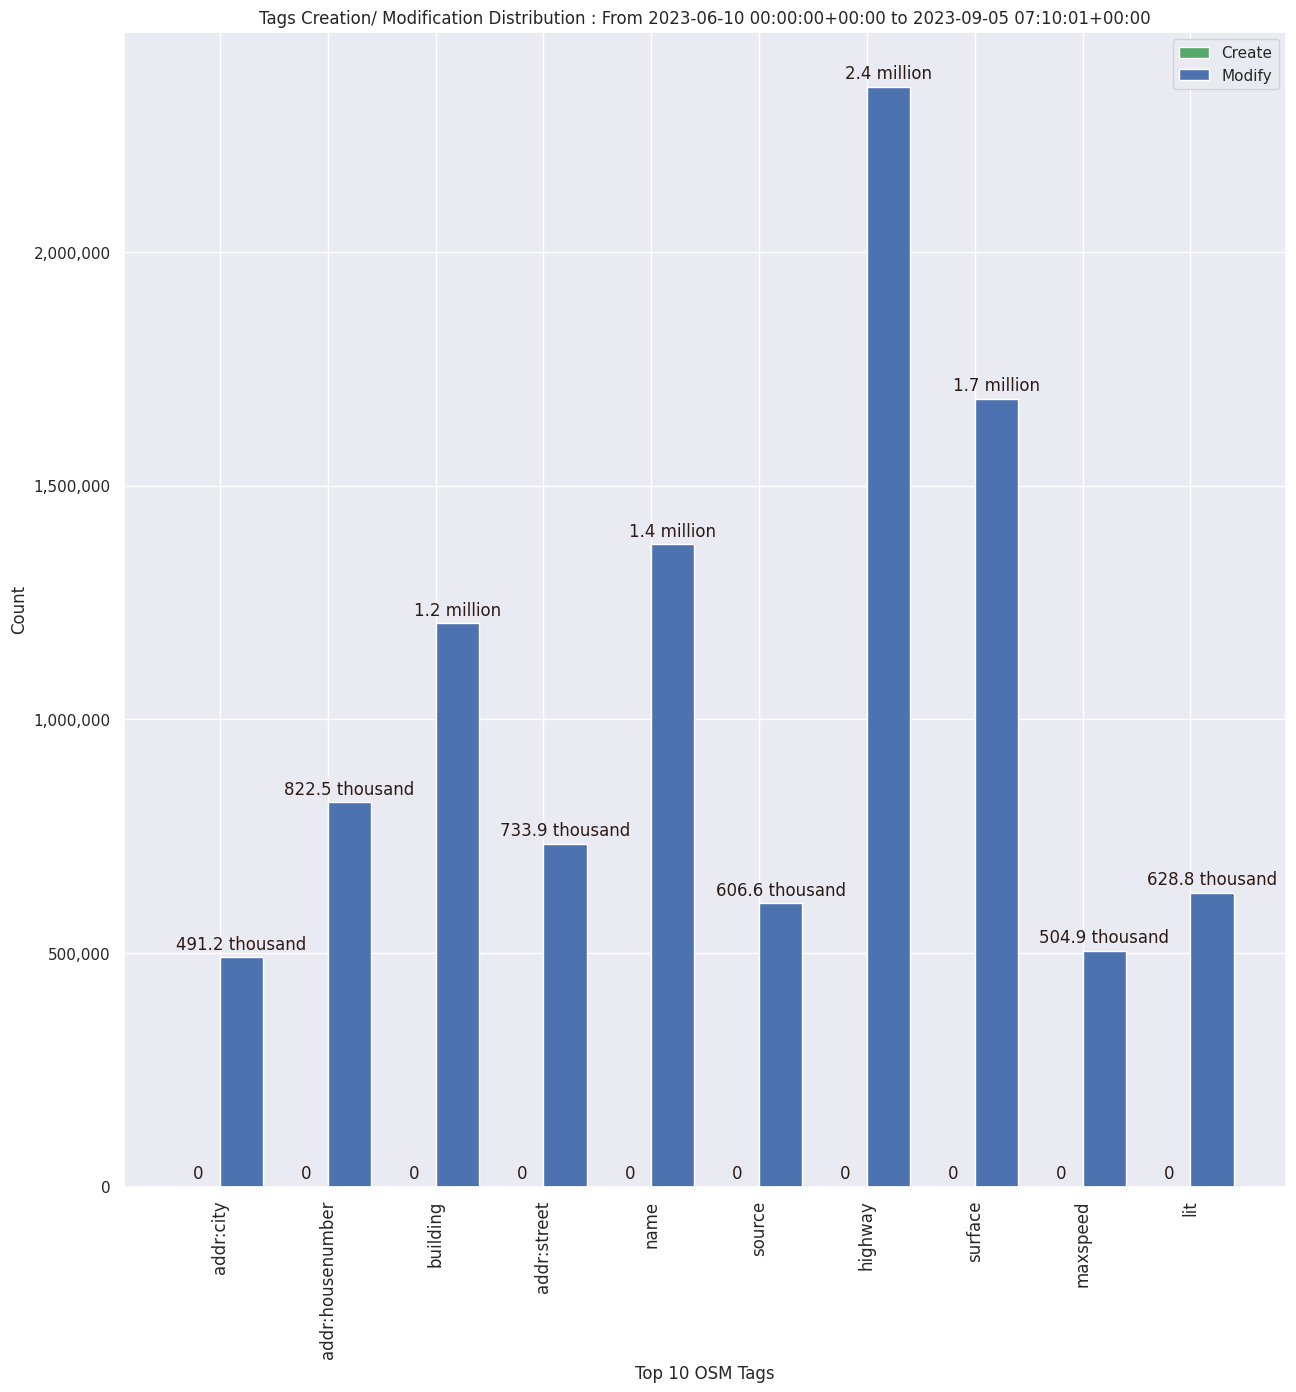 Tags Creation/ Modification Distribution : From 2023-06-10 00:00:00+00:00 to 2023-09-05 07:10:01+00:00
Create
Modify
2.4 million
2,000,000
1.7 million
1,500,000
1.4 million
1.2 million
Count
1,000,000
822.5 thousand
733.9 thousand
628.8 thousand
606.6 thousand
504.9 thousand
491.2 thousand
500,000
0 0 0 0 0 0 0 0 0 0
0
addr:city
addr:housenumber
building
addr:street
name
source
highway
surface
maxspeed
lit
Top 10 OSM Tags